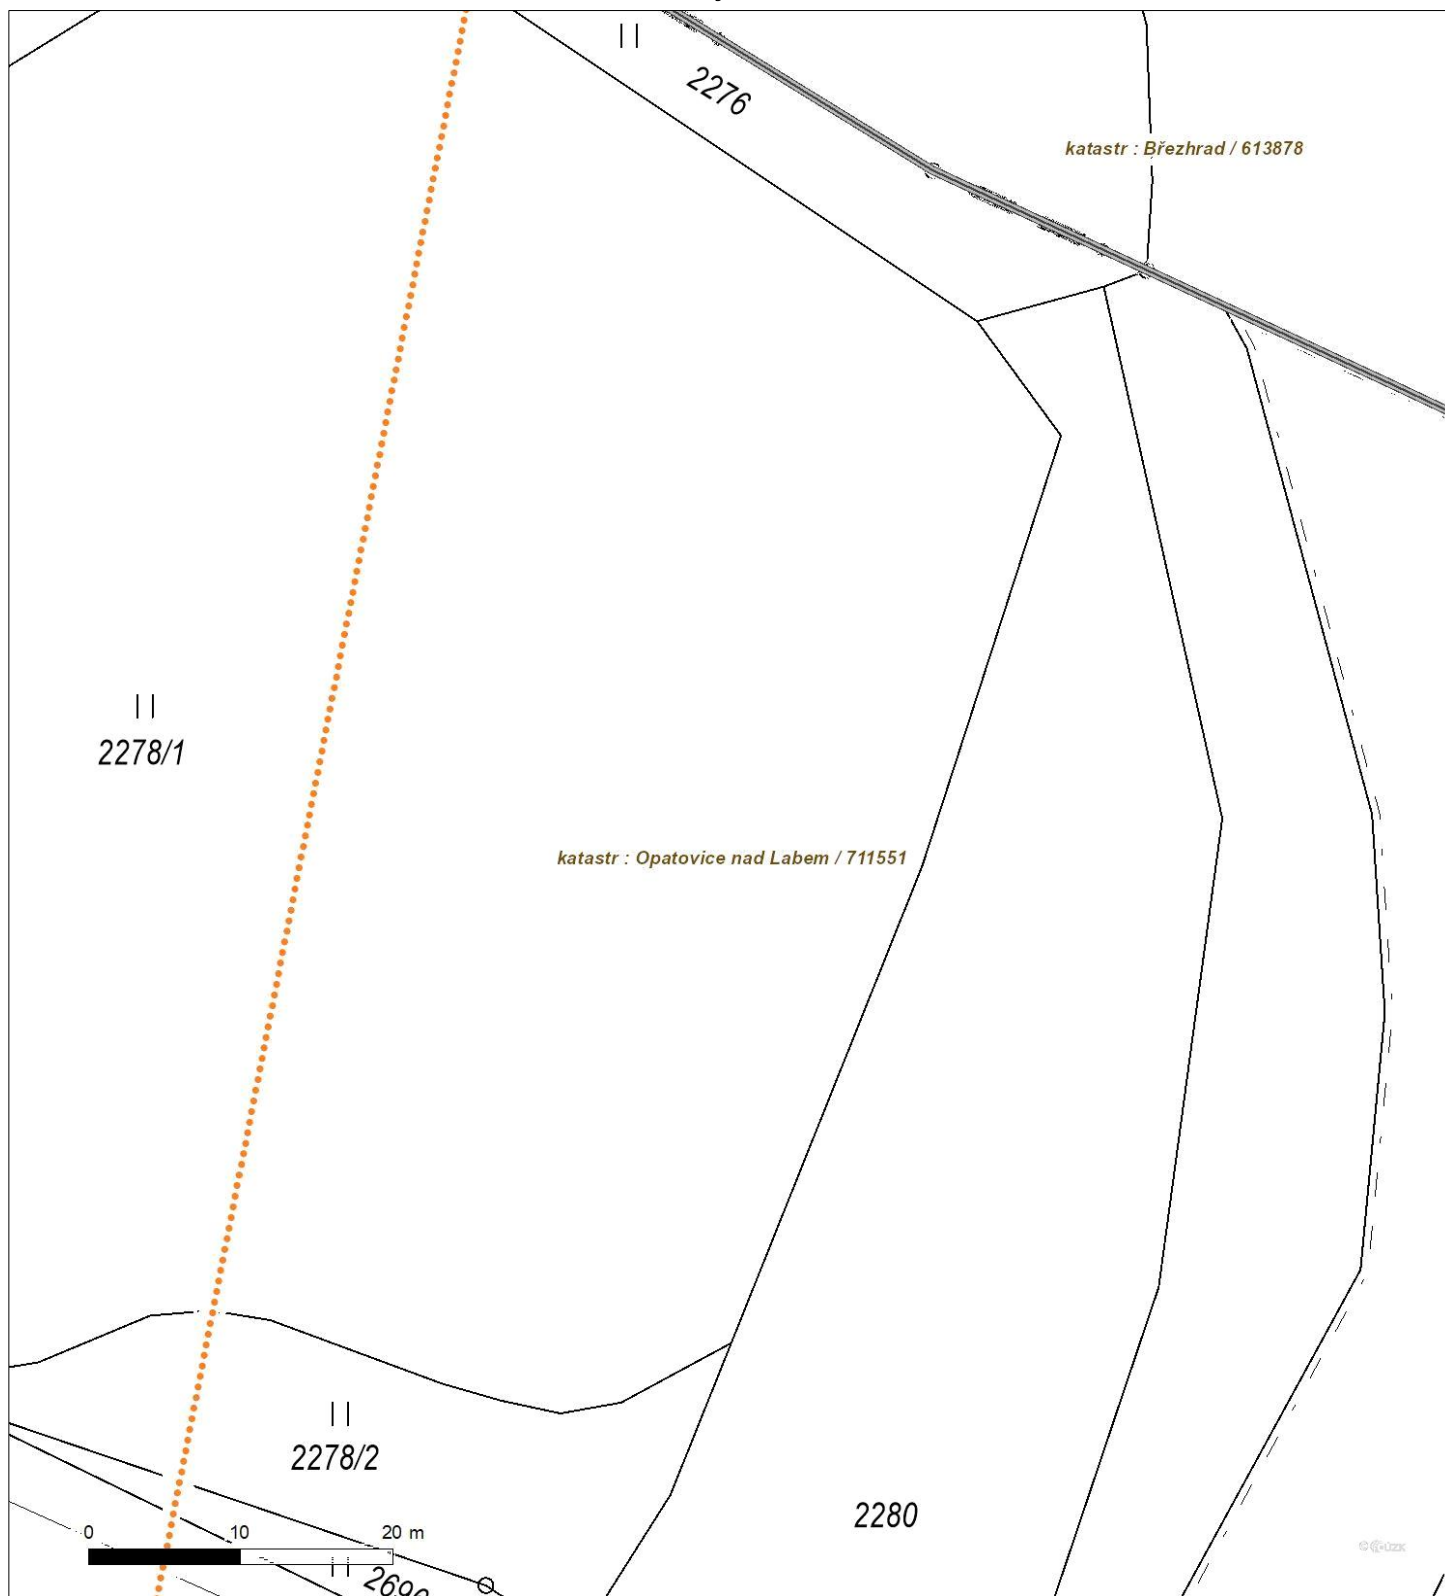 2276
katastr : Březhrad / 613878
2278/1
katastr : Opatovice nad Labem / 711551
2278/2
2280
0 10 20 m